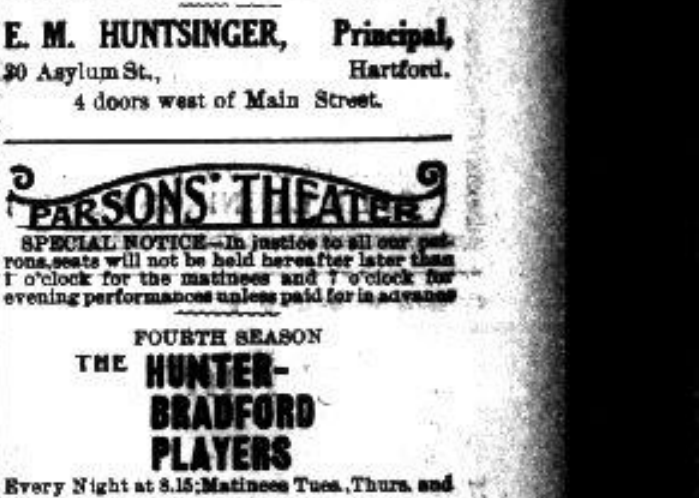 E. M. HUNTSINGER, Principal,
30 Asylum St., Hartford.
4 doors west of Main Street.
PARSONS' THEATER
SPECIAL NOTICE—In justice to all our pat-
rons, seats will not be held hereafter later than
1 o'clock for the matinees and 7 o'clock for
evening performances unless paid for in advance
FOURTH SEASON
THE HUNTER-
BRADFORD
PLAYERS
Every Night at 8.15; Matinees Tues., Thurs. and